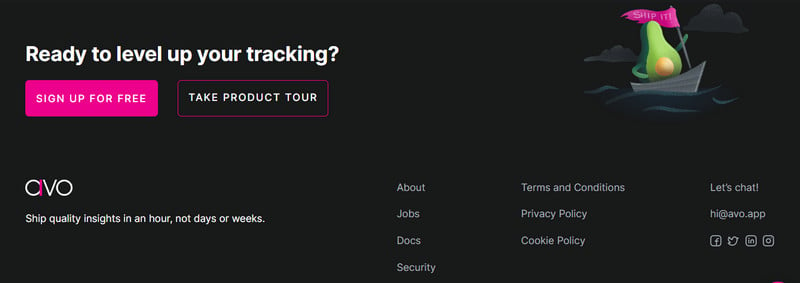 SHIP IT!
Ready to level up your tracking?
SIGN UP FOR FREE
TAKE PRODUCT TOUR
avo
Ship quality insights in an hour, not days or weeks.
About
Jobs
Docs
Security
Terms and Conditions
Privacy Policy
Cookie Policy
Let's chat!
hi@avo.app